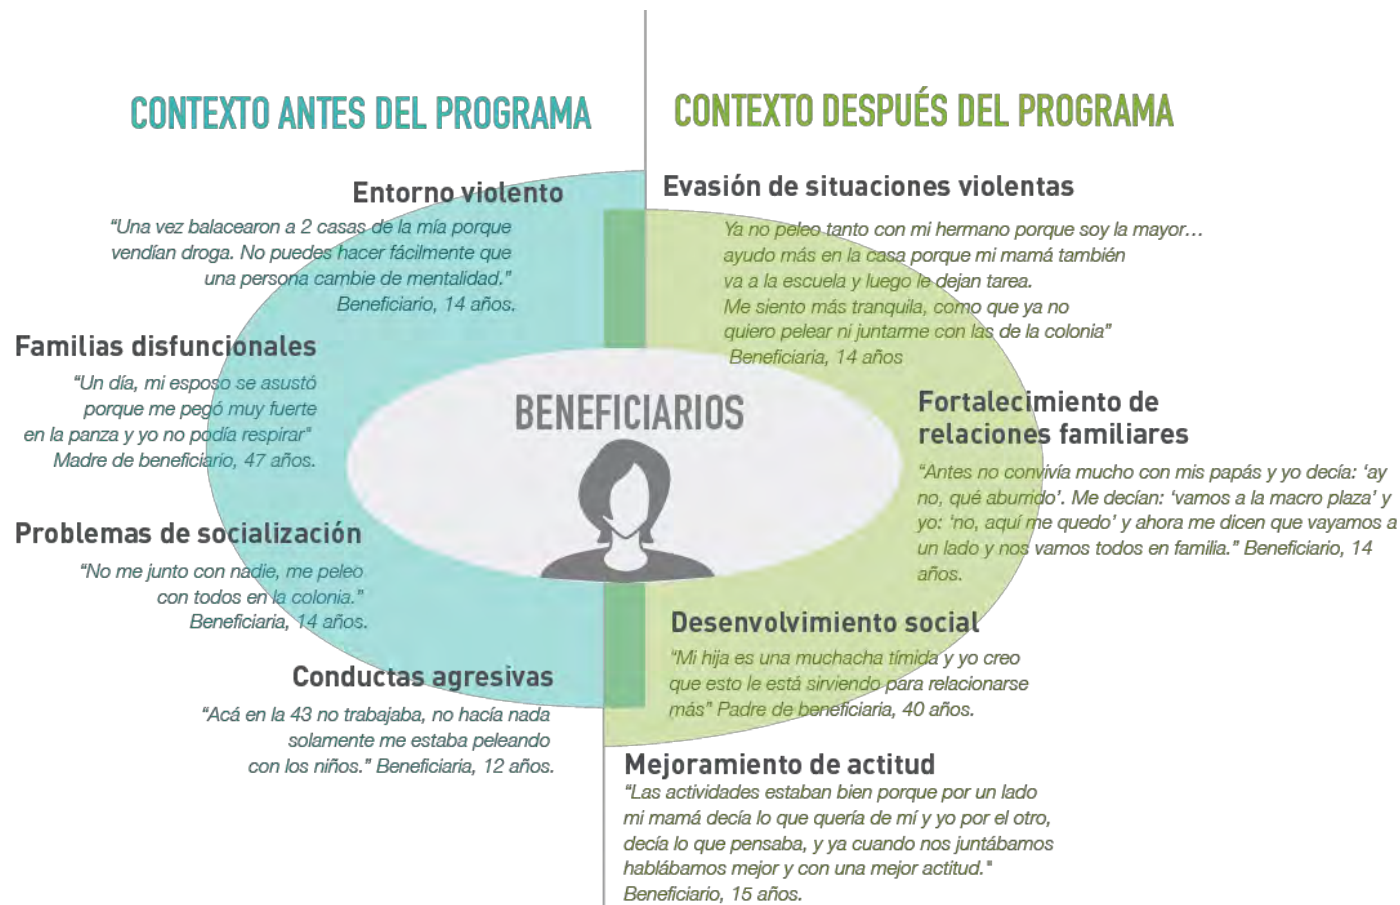 CONTEXTO ANTES DEL PROGRAMA
Entorno violento
"Una vez balacearon a 2 casas de la mía porque
vendían droga. No puedes hacer fácilmente que
una persona cambie de mentalidad."
Beneficiario, 14 años.
Familias disfuncionales
"Un día, mi esposo se asustó
porque me pegó muy fuerte
en la panza y yo no podía respirar"
Madre de beneficiario, 47 años.
Problemas de socialización
"No me junto con nadie, me peleo
con todos en la colonia."
Beneficiaria, 14 años.
Conductas agresivas
"Acá en la 43 no trabajaba, no hacía nada
solamente me estaba peleando
con los niños." Beneficiaria, 12 años.
BENEFICIARIOS
CONTEXTO DESPUÉS DEL PROGRAMA
Evasión de situaciones violentas
Ya no peleo tanto con mi hermano porque soy la mayor…
ayudo más en la casa porque mi mamá también
va a la escuela y luego le dejan tarea.
Me siento más tranquila, como que ya no
quiero pelear ni juntarme con las de la colonia"
Beneficiaria, 14 años
Fortalecimiento de
relaciones familiares
"Antes no convivía mucho con mis papás y yo decía: 'ay
no, qué aburrido'. Me decían: 'vamos a la macro plaza' y
yo: 'no, aquí me quedo' y ahora me dicen que vayamos a
un lado y nos vamos todos en familia." Beneficiario, 14
años.
Desenvolvimiento social
"Mi hija es una muchacha tímida y yo creo
que esto le está sirviendo para relacionarse
más" Padre de beneficiaria, 40 años.
Mejoramiento de actitud
"Las actividades estaban bien porque por un lado
mi mamá decía lo que quería de mí y yo por el otro,
decía lo que pensaba, y ya cuando nos juntábamos
hablábamos mejor y con una mejor actitud."
Beneficiario, 15 años.